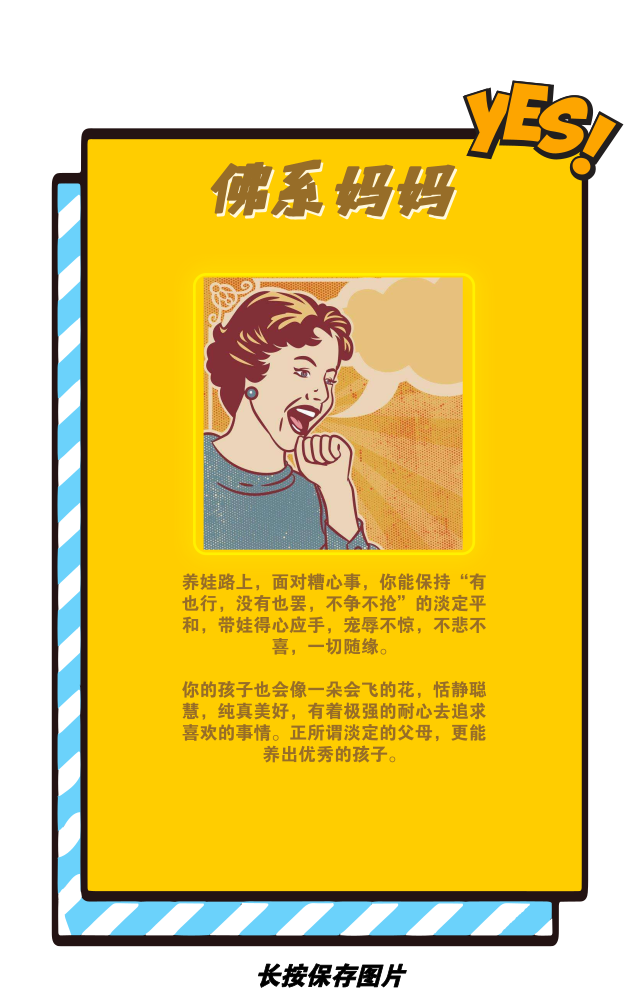 YES!
佛系妈妈
养娃路上，面对糟心事，你能保持“有
也行，没有也罢，不争不抢”的淡定平
和，带娃得心应手，宠辱不惊，不悲不
喜，一切随缘。
你的孩子也会像一朵会飞的花，恬静聪
慧，纯真美好，有着极强的耐心去追求
喜欢的事情。正所谓淡定的父母，更能
养出优秀的孩子。
长按保存图片